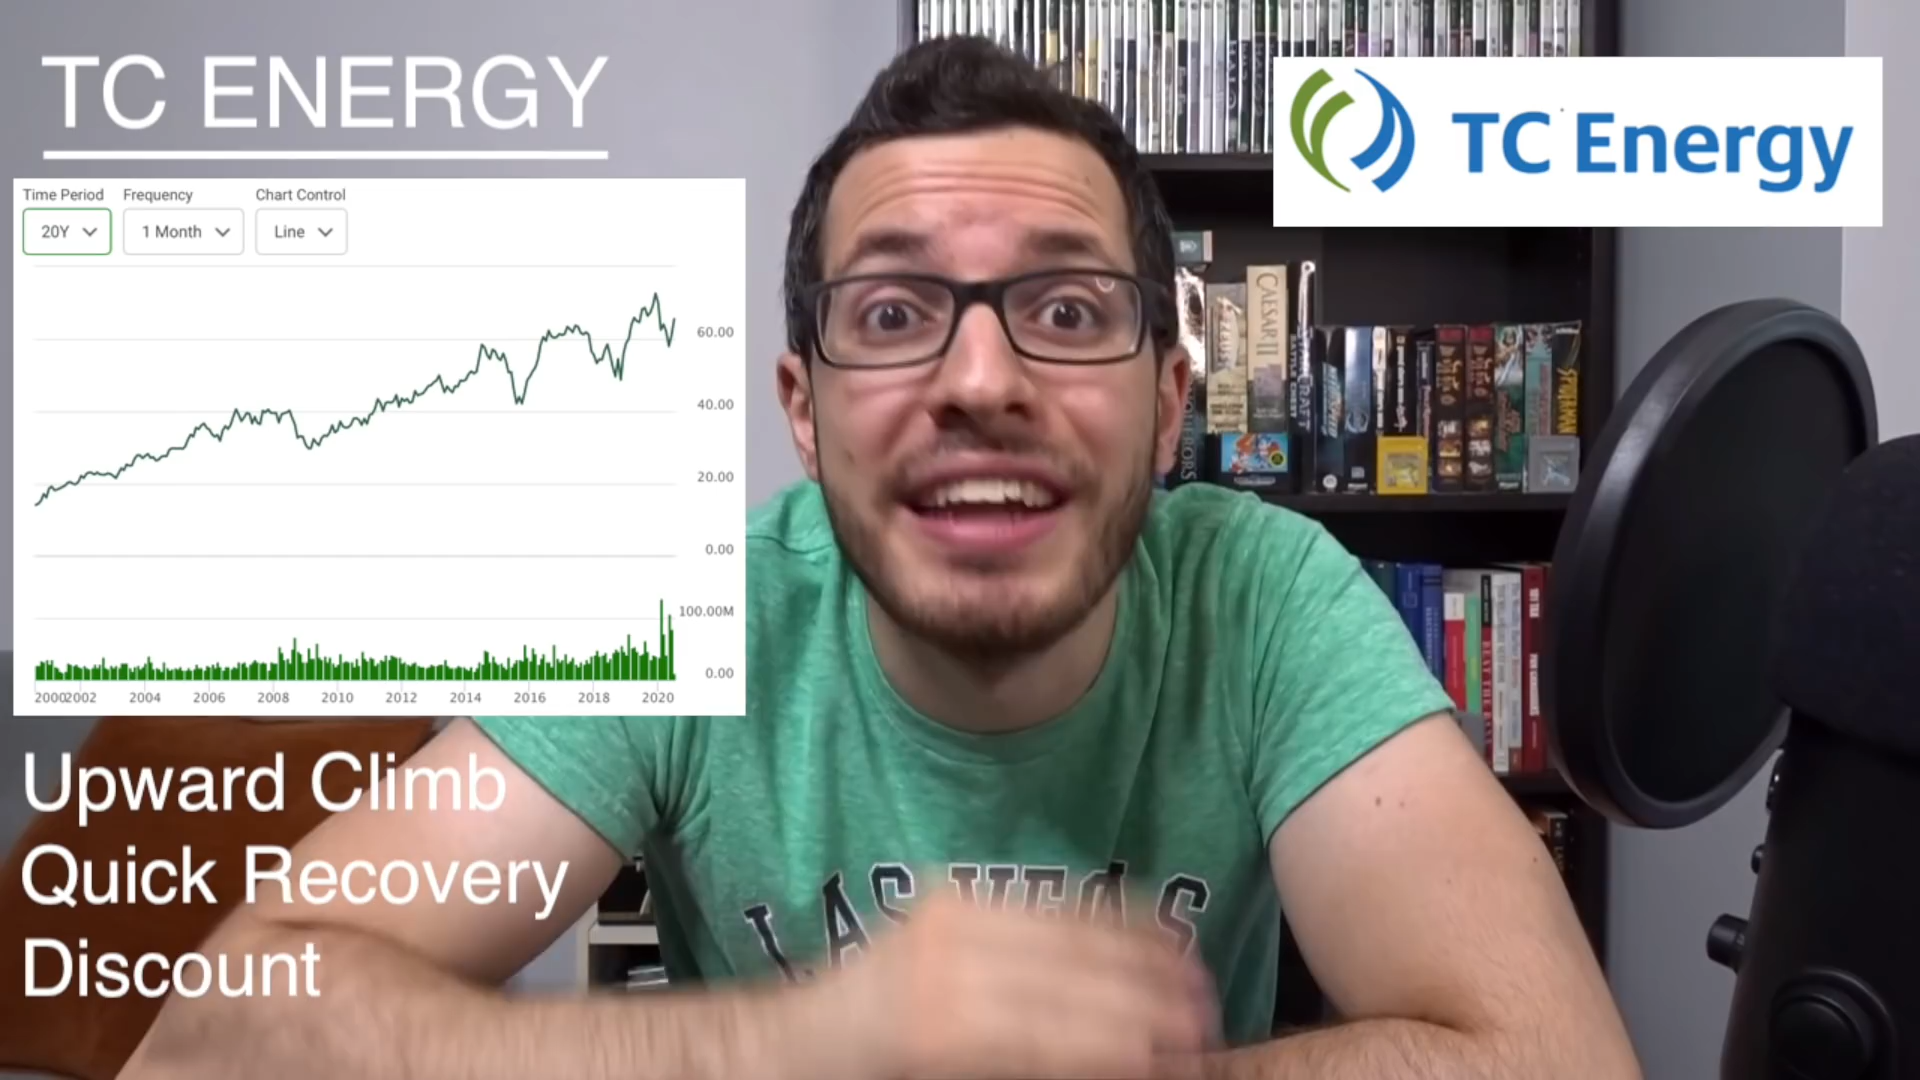 TC ENERGY
TC Energy
Time Period Frequency Chart Control
20Y 1 Month Line
60.00
40.00
20.00
0.00
100.00M
0.00
2000 2002 2004 2006 2008 2010 2012 2014 2016 2018 2020
Upward Climb
Quick Recovery
Discount
CAESAR II
LAS VEGAS